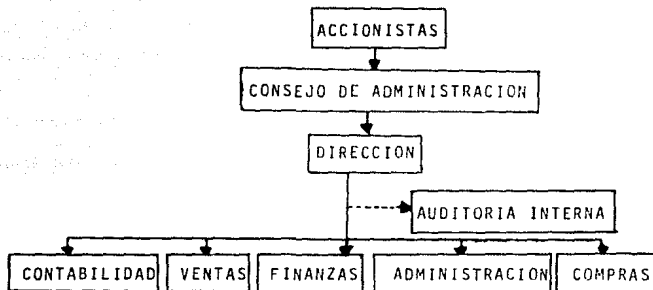 ACCIONISTAS
CONSEJO DE ADMINISTRACION
DIRECCION
AUDITORIA INTERNA
CONTABILIDAD VENTAS FINANZAS ADMINISTRACION COMPRAS